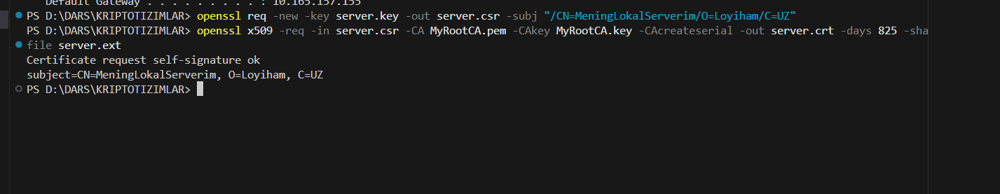 Default Gateway . . . . . . . . . : 10.165.157.155
PS D:\DARS\KRIPTOTIZIMLAR> openssl req -new -key server.key -out server.csr -subj "/CN=MeningLokalServerim/O=Loyiham/C=UZ"
PS D:\DARS\KRIPTOTIZIMLAR> openssl x509 -req -in server.csr -CA MyRootCA.pem -CAkey MyRootCA.key -CAcreateserial -out server.crt -days 825 -sha
file server.ext
Certificate request self-signature ok
subject=CN=MeningLokalServerim, O=Loyiham, C=UZ
PS D:\DARS\KRIPTOTIZIMLAR>